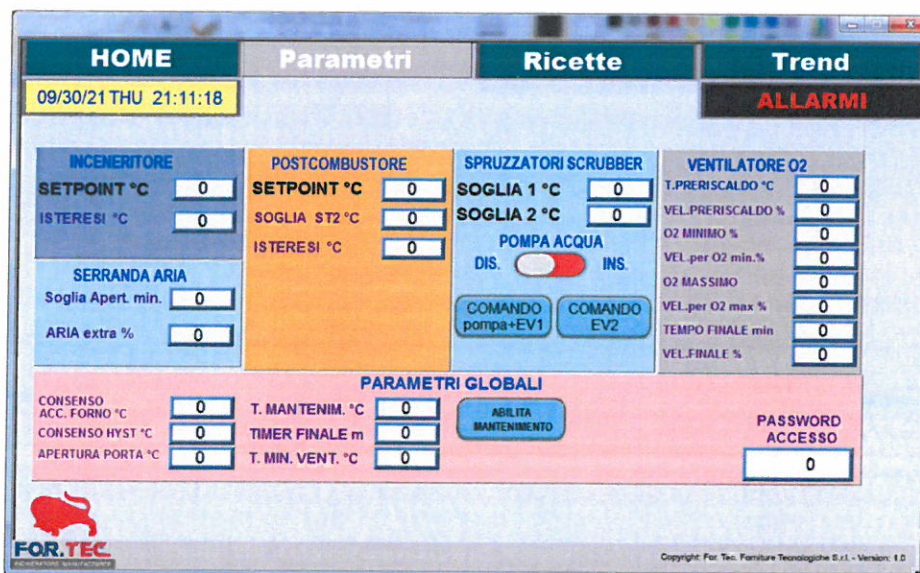 HOME
Parametri
Ricette
Trend
09/30/21 THU 21:11:18
ALLARMI
INCENERITORE
SETPOINT °C 0
ISTERESI °C 0
SERRANDA ARIA
Soglia Apert. min. 0
ARIA extra % 0
POSTCOMBUSTORE
SETPOINT °C 0
SOGLIA ST2 °C 0
ISTERESI °C 0
SPRUZZATORI SCRUBBER
SOGLIA 1 °C 0
SOGLIA 2 °C 0
POMPA ACQUA
DIS. INS.
COMANDO
pompa+EV1
COMANDO
EV2
VENTILATORE O2
T.PRERISCALDO °C 0
VEL.PRERISCALDO % 0
O2 MINIMO % 0
VEL.per O2 min.% 0
O2 MASSIMO 0
VEL.per O2 max % 0
TEMPO FINALE min 0
VEL.FINALE % 0
PARAMETRI GLOBALI
CONSENSO
ACC. FORNO °C 0
CONSENSO HYST °C 0
APERTURA PORTA °C 0
T. MANTENIM. °C 0
TIMER FINALE m 0
T. MIN. VENT. °C 0
ABILITA
MANTENIMENTO
PASSWORD
ACCESSO
0
FOR.TEC.
Copyright: For. Tec. Forniture Tecnologiche S.r.l. - Version: 1.0